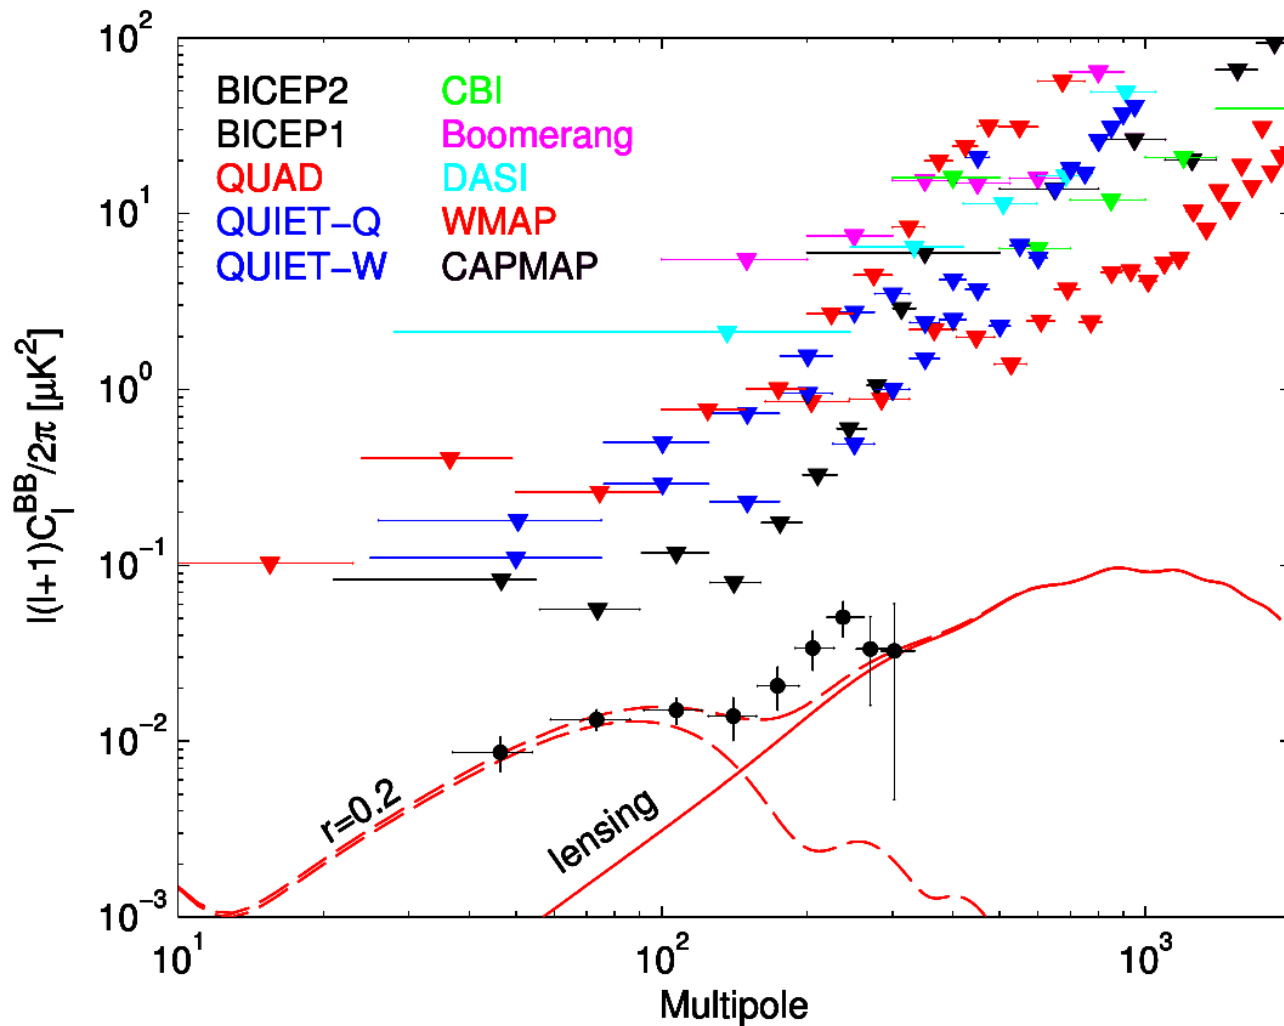 10^2
10^1
10^0
10^-1
10^-2
10^-3
l(l+1)C_l^BB/2π [μK^2]
BICEP2
BICEP1
QUAD
QUIET-Q
QUIET-W
CBI
Boomerang
DASI
WMAP
CAPMAP
r=0.2
lensing
10^1
10^2
10^3
Multipole